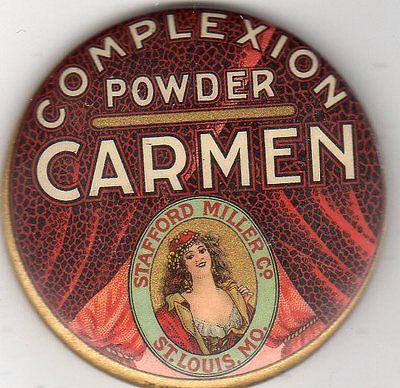 COMPLEXION
POWDER
CARMEN
STAFFORD MILLER Co
ST. LOUIS, MO.